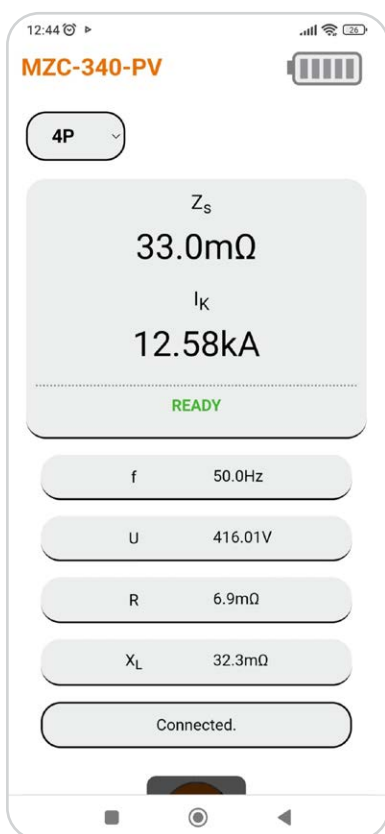 12:44 26
MZC-340-PV
4P
Zs
33.0mΩ
IK
12.58kA
READY
f 50.0Hz
U 416.01V
R 6.9mΩ
XL 32.3mΩ
Connected.